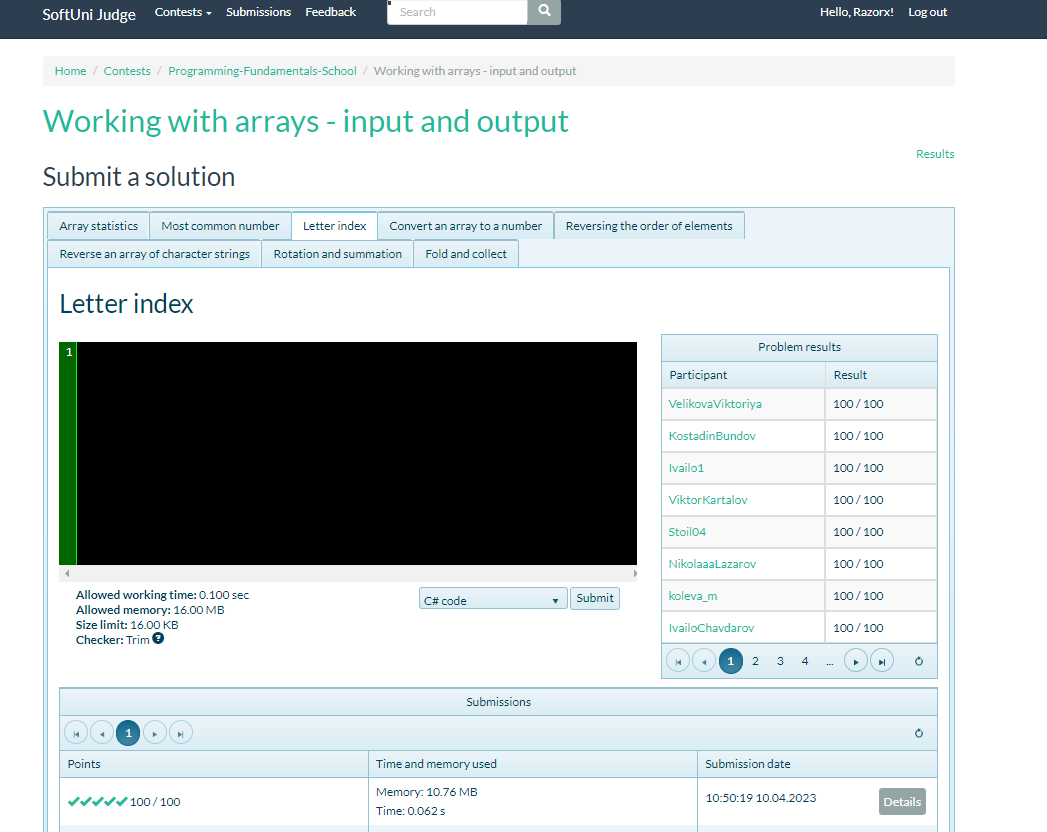 SoftUni Judge Contests Submissions Feedback Search Hello, Razorx! Log out
Home / Contests / Programming-Fundamentals-School / Working with arrays - input and output
Working with arrays - input and output
Results
Submit a solution
Array statistics Most common number Letter index Convert an array to a number Reversing the order of elements
Reverse an array of character strings Rotation and summation Fold and collect
Letter index
1
Allowed working time: 0.100 sec
Allowed memory: 16.00 MB
Size limit: 16.00 KB
Checker: Trim ?
C# code Submit
Problem results
Participant Result
VelikovaViktoriya 100 / 100
KostadinBundov 100 / 100
Ivailo1 100 / 100
ViktorKartalov 100 / 100
Stoil04 100 / 100
NikolaaaLazarov 100 / 100
koleva_m 100 / 100
IvailoChavdarov 100 / 100
1 2 3 4 ...
Submissions
1
Points Time and memory used Submission date
100 / 100 Memory: 10.76 MB 10:50:19 10.04.2023 Details
Time: 0.062 s